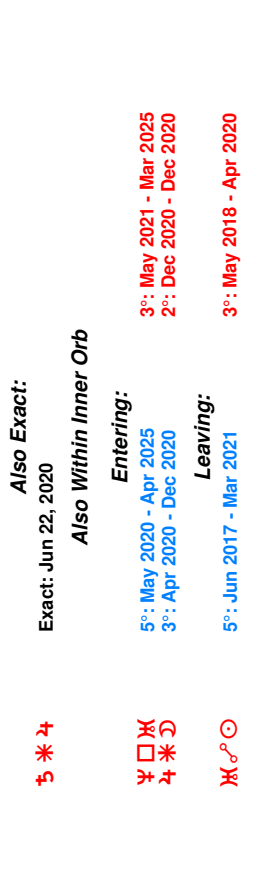 Also Exact:
♄ ⚹ ♃ Exact: Jun 22, 2020
Also Within Inner Orb
Entering:
♆ □ ♅ 5°: May 2020 - Apr 2025 3°: May 2021 - Mar 2025
♃ ⚹ ☽ 3°: Apr 2020 - Dec 2020 2°: Dec 2020 - Dec 2020
Leaving:
♅ ☍ ☉ 5°: Jun 2017 - Mar 2021 3°: May 2018 - Apr 2020